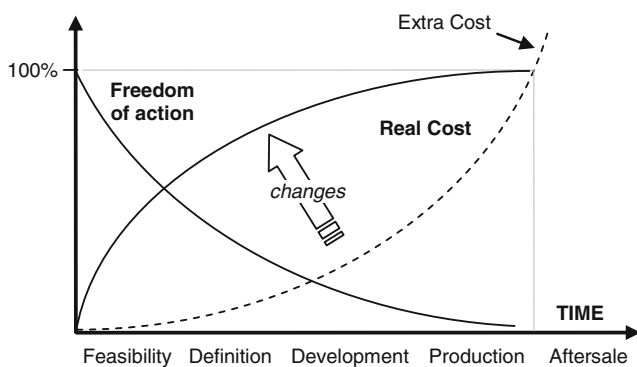 Extra Cost
100%
Freedom
of action
Real Cost
changes
TIME
Feasibility Definition Development Production Aftersale